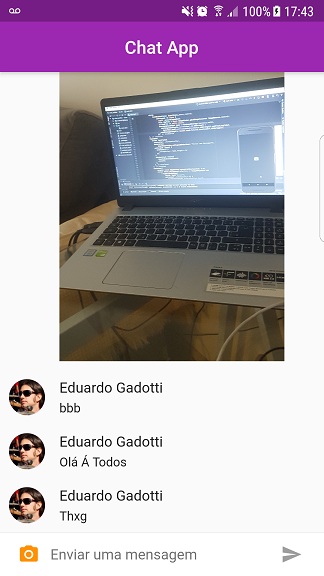 100% 17:43
Chat App
Eduardo Gadotti
bbb
Eduardo Gadotti
Olá Á Todos
Eduardo Gadotti
Thxg
Enviar uma mensagem